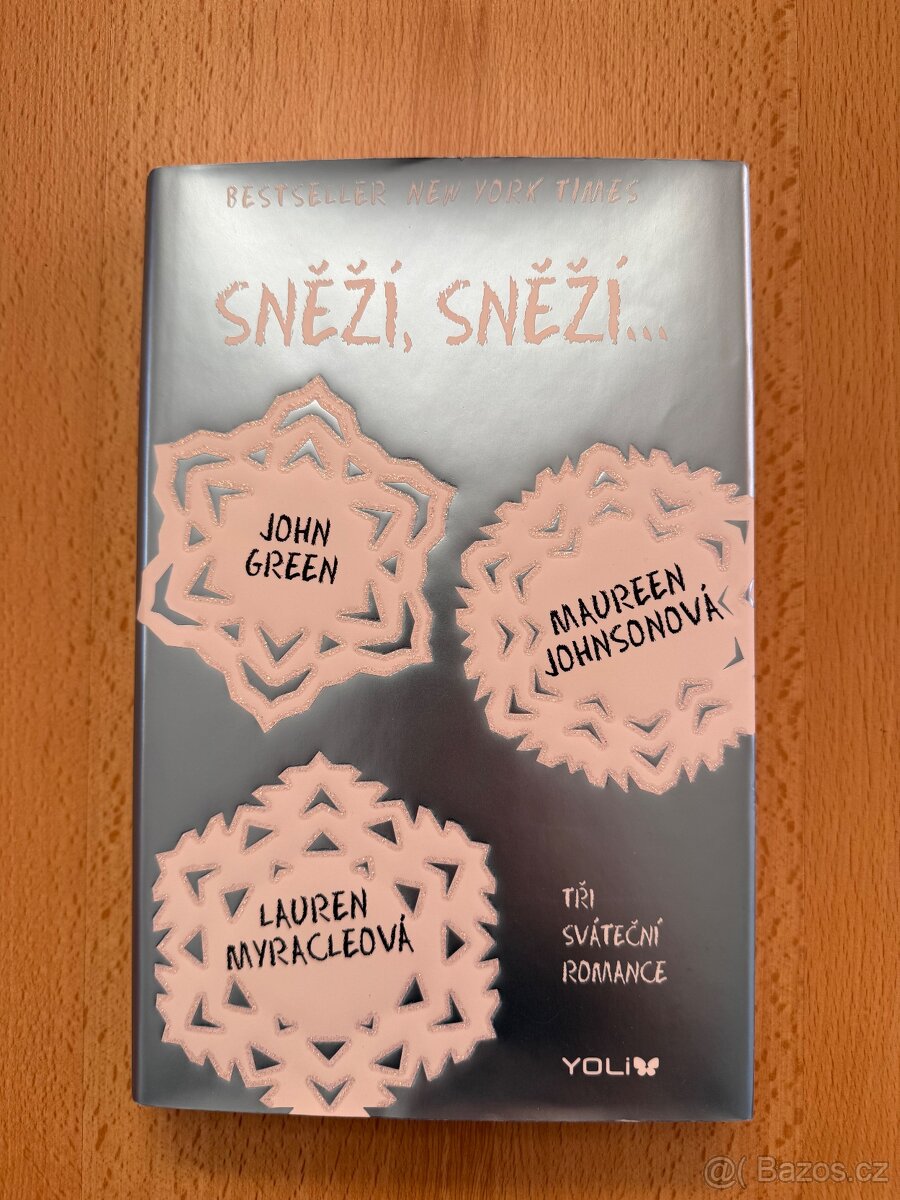 BESTSELLER NEW YORK TIMES
SNĚŽÍ, SNĚŽÍ...
JOHN
GREEN
MAUREEN
JOHNSONOVÁ
LAUREN
MYRACLEOVÁ
TŘI
SVÁTEČNÍ
ROMANCE
YOLi
@( Bazos.cz